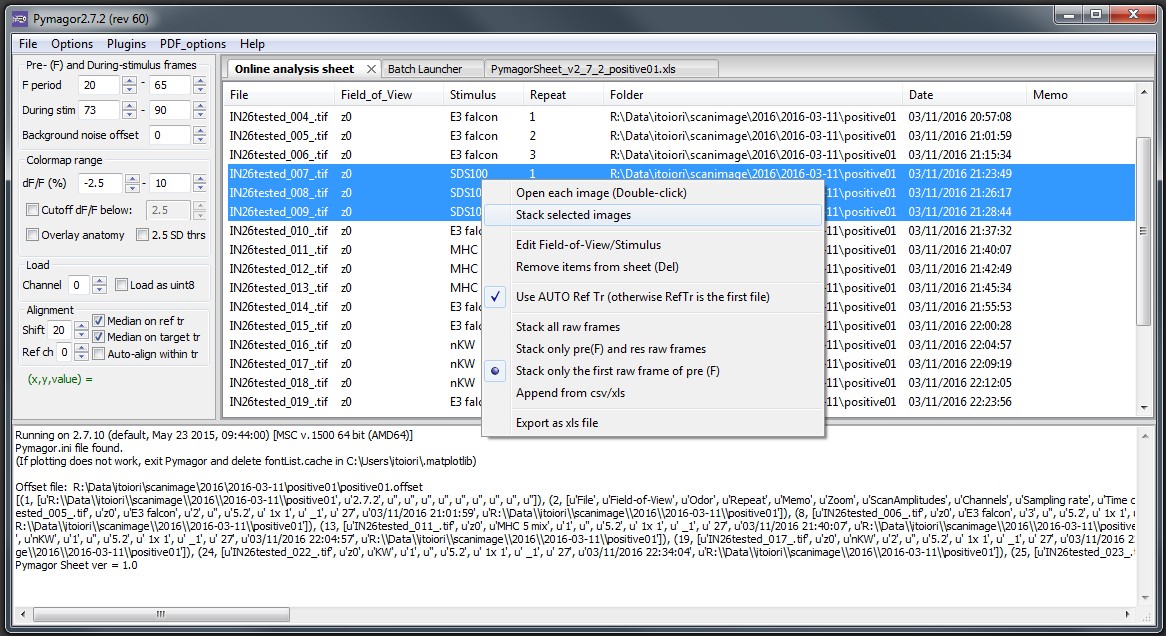 Pymagor2.7.2 (rev 60)
File Options Plugins PDF_options Help
Pre- (F) and During-stimulus frames
F period 20 - 65
During stim 73 - 90
Background noise offset 0
Colormap range
dF/F (%) -2.5 - 10
Cutoff dF/F below: 2.5
Overlay anatomy 2.5 SD thrs
Load
Channel 0 Load as uint8
Alignment
Shift 20 Median on ref tr
Median on target tr
Ref ch 0 Auto-align within tr
(x,y,value) =
Online analysis sheet Batch Launcher PymagorSheet_v2_7_2_positive01.xls
File Field_of_View Stimulus Repeat Folder Date Memo
IN26tested_004_.tif z0 E3 falcon 1 R:\Data\itoiori\scanimage\2016\2016-03-11\positive01 03/11/2016 20:57:08
IN26tested_005_.tif z0 E3 falcon 2 R:\Data\itoiori\scanimage\2016\2016-03-11\positive01 03/11/2016 21:01:59
IN26tested_006_.tif z0 E3 falcon 3 R:\Data\itoiori\scanimage\2016\2016-03-11\positive01 03/11/2016 21:15:34
IN26tested_007_.tif z0 SDS100 1 R:\Data\itoiori\scanimage\2016\2016-03-11\positive01 03/11/2016 21:23:49
IN26tested_008_.tif z0 SDS10 -11\positive01 03/11/2016 21:26:17
IN26tested_009_.tif z0 SDS10 -11\positive01 03/11/2016 21:28:44
IN26tested_010_.tif z0 E3 falc -11\positive01 03/11/2016 21:37:32
IN26tested_011_.tif z0 MHC -11\positive01 03/11/2016 21:40:07
IN26tested_012_.tif z0 MHC -11\positive01 03/11/2016 21:42:49
IN26tested_013_.tif z0 MHC -11\positive01 03/11/2016 21:45:34
IN26tested_014_.tif z0 E3 falc -11\positive01 03/11/2016 21:55:53
IN26tested_015_.tif z0 E3 falc -11\positive01 03/11/2016 22:00:28
IN26tested_016_.tif z0 nKW -11\positive01 03/11/2016 22:04:57
IN26tested_017_.tif z0 nKW -11\positive01 03/11/2016 22:09:19
IN26tested_018_.tif z0 nKW -11\positive01 03/11/2016 22:12:05
IN26tested_019_.tif z0 E3 falc -11\positive01 03/11/2016 22:23:56
Open each image (Double-click)
Stack selected images
Edit Field-of-View/Stimulus
Remove items from sheet (Del)
Use AUTO Ref Tr (otherwise RefTr is the first file)
Stack all raw frames
Stack only pre(F) and res raw frames
Stack only the first raw frame of pre (F)
Append from csv/xls
Export as xls file
Running on 2.7.10 (default, May 23 2015, 09:44:00) [MSC v.1500 64 bit (AMD64)]
Pymagor.ini file found.
(If plotting does not work, exit Pymagor and delete fontList.cache in C:\Users\itoiori\.matplotlib)
Offset file: R:\Data\itoiori\scanimage\2016\2016-03-11\positive01\positive01.offset
[(1, [u'R:\\Data\\itoiori\\scanimage\\2016\\2016-03-11\\positive01', u'2.7.2', u'', u'', u'', u'', u'', u'', u'', u'', u'']), (2, [u'File', u'Field-of-View', u'Odor', u'Repeat', u'Memo', u'Zoom', u'ScanAmplitudes', u'Channels', u'Sampling rate', u'Time c
ested_005_.tif', u'z0', u'E3 falcon', u'2', u'', u'5.2', u' 1x 1', u' _1', u' 27', u'03/11/2016 21:01:59', u'R:\\Data\\itoiori\\scanimage\\2016\\2016-03-11\\positive01']), (8, [u'IN26tested_006_.tif', u'z0', u'E3 falcon', u'3', u'', u'5.2', u' 1x 1', u'
R:\\Data\\itoiori\\scanimage\\2016\\2016-03-11\\positive01']), (13, [u'IN26tested_011_.tif', u'z0', u'MHC 5 mix', u'1', u'', u'5.2', u' 1x 1', u' _1', u' 27', u'03/11/2016 21:40:07', u'R:\\Data\\itoiori\\scanimage\\2016\\2016-03-11\\positive0
', u'nKW', u'1', u'', u'5.2', u' 1x 1', u' _1', u' 27', u'03/11/2016 22:04:57', u'R:\\Data\\itoiori\\scanimage\\2016\\2016-03-11\\positive01']), (19, [u'IN26tested_017_.tif', u'z0', u'nKW', u'2', u'', u'5.2', u' 1x 1', u' _1', u' 27', u'03/11/2016 22
ge\\2016\\2016-03-11\\positive01']), (24, [u'IN26tested_022_.tif', u'z0', u'KW', u'1', u'', u'5.2', u' 1x 1', u' _1', u' 27', u'03/11/2016 22:34:04', u'R:\\Data\\itoiori\\scanimage\\2016\\2016-03-11\\positive01']), (25, [u'IN26tested_023_.t
Pymagor Sheet ver = 1.0